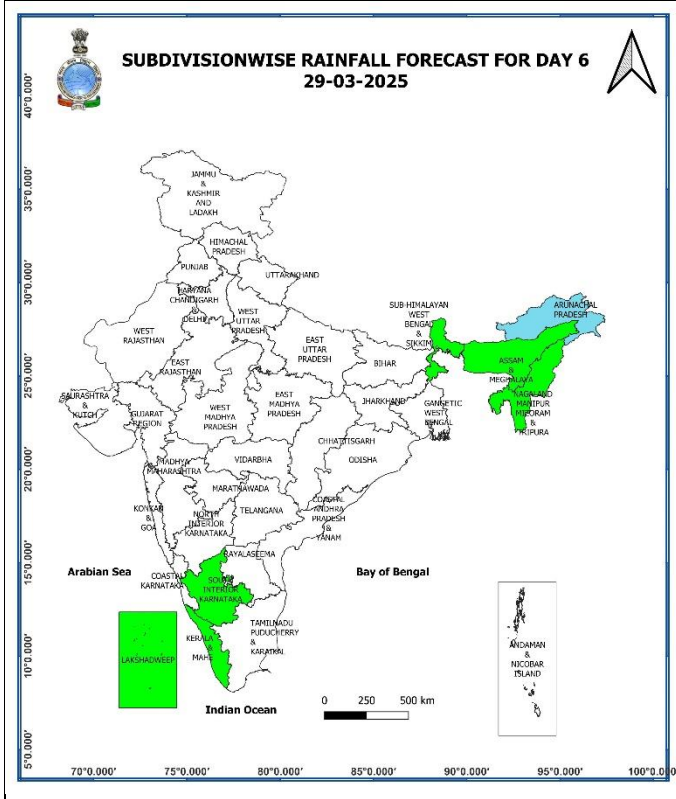 SUBDIVISIONWISE RAINFALL FORECAST FOR DAY 6
29-03-2025
40°0.000'
35°0.000'
30°0.000'
25°0.000'
20°0.000'
15°0.000'
10°0.000'
5°0.000'
JAMMU
&
KASHMIR
AND
LADAKH
HIMACHAL
PRADESH
PUNJAB
UTTARAKHAND
HARYANA
CHANDIGARH
&
DELHI
WEST
UTTAR
PRADESH
WEST
RAJASTHAN
EAST
RAJASTHAN
EAST
UTTAR
PRADESH
SUB-HIMALAYAN
WEST
BENGAL
&
SIKKIM
ARUNACHAL
PRADESH
BIHAR
ASSAM
&
MEGHALAYA
NAGALAND
MANIPUR
MIZORAM
&
TRIPURA
SAURASHTRA
&
KUTCH
GUJARAT
REGION
WEST
MADHYA
PRADESH
EAST
MADHYA
PRADESH
JHARKHAND
GANGETIC
WEST
BENGAL
CHHATTISGARH
ODISHA
MADHYA
MAHARASHTRA
VIDARBHA
MARATHAWADA
KONKAN
&
GOA
NORTH
INTERIOR
KARNATAKA
TELANGANA
COASTAL
ANDHRA
PRADESH
&
YANAM
RAYALASEEMA
Arabian Sea
COASTAL
KARNATAKA
SOUTH
INTERIOR
KARNATAKA
Bay of Bengal
LAKSHADWEEP
KERALA
&
MAHE
TAMILNADU
PUDUCHERRY
&
KARAIKAL
ANDAMAN
&
NICOBAR
ISLAND
Indian Ocean
0 250 500 km
70°0.000' 75°0.000' 80°0.000' 85°0.000' 90°0.000' 95°0.000' 100°0.000'